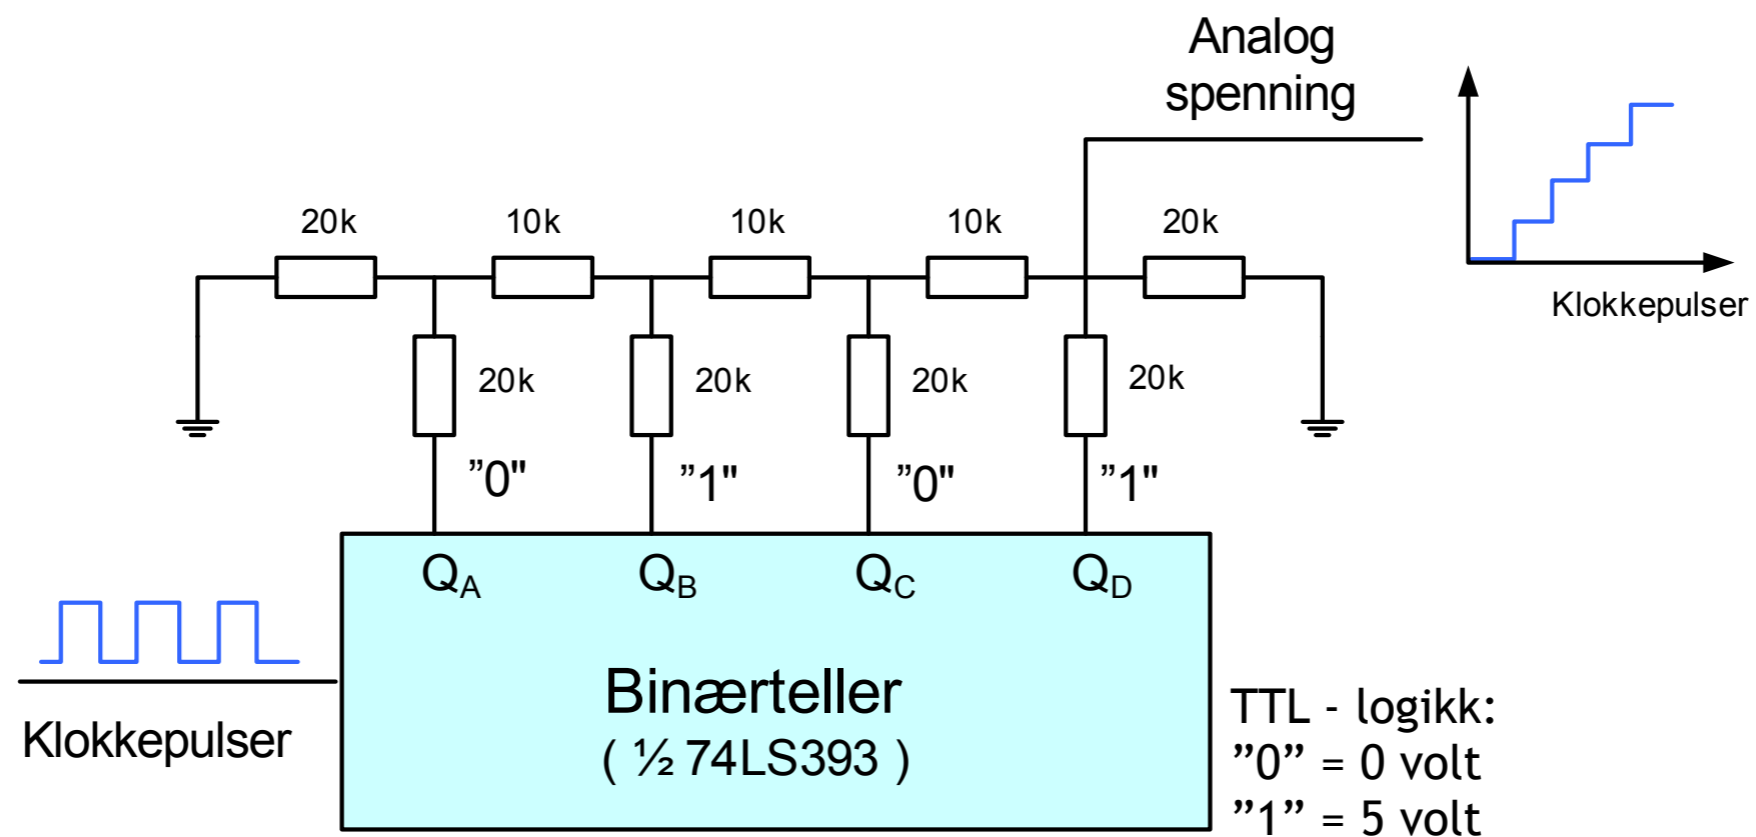 Analog
spenning
20k 10k 10k 10k 20k
Klokkepulser
20k 20k 20k 20k
”0" ”1" ”0" ”1"
QA QB QC QD
Binærteller
( ½ 74LS393 )
Klokkepulser
TTL - logikk:
”0” = 0 volt
”1” = 5 volt